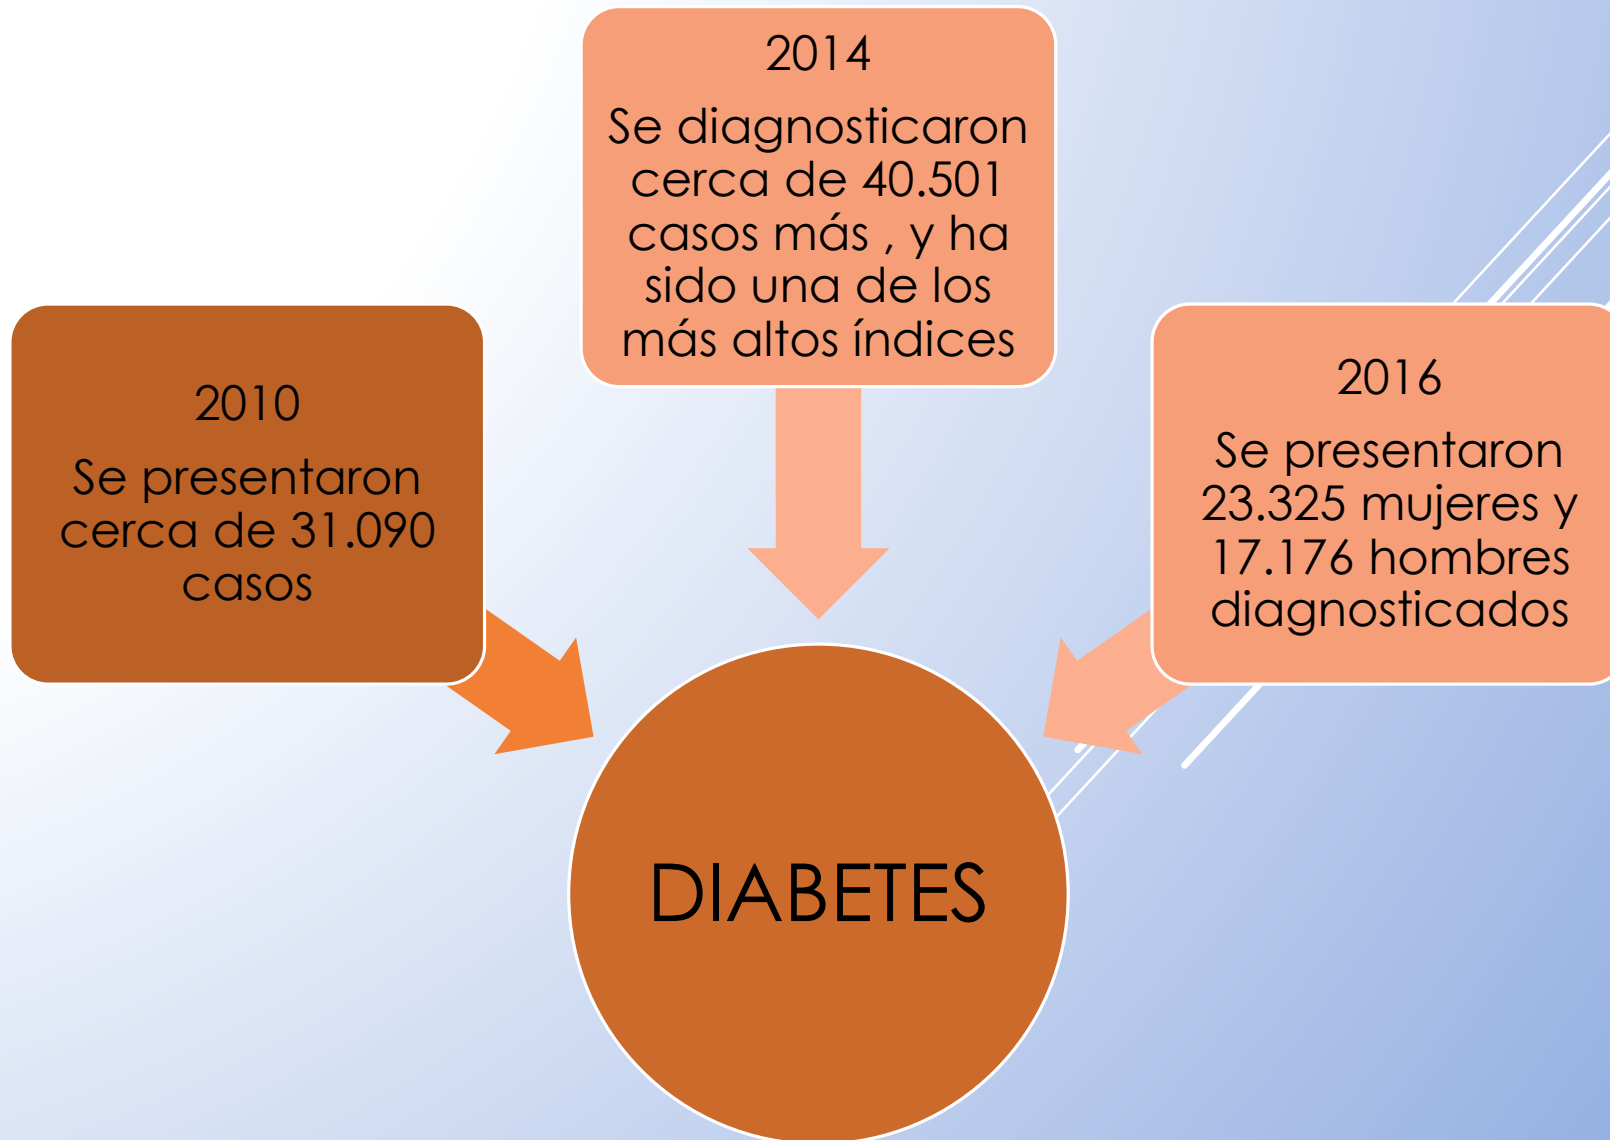 2014
Se diagnosticaron
cerca de 40.501
casos más , y ha
sido una de los
más altos índices
2010
Se presentaron
cerca de 31.090
casos
2016
Se presentaron
23.325 mujeres y
17.176 hombres
diagnosticados
DIABETES